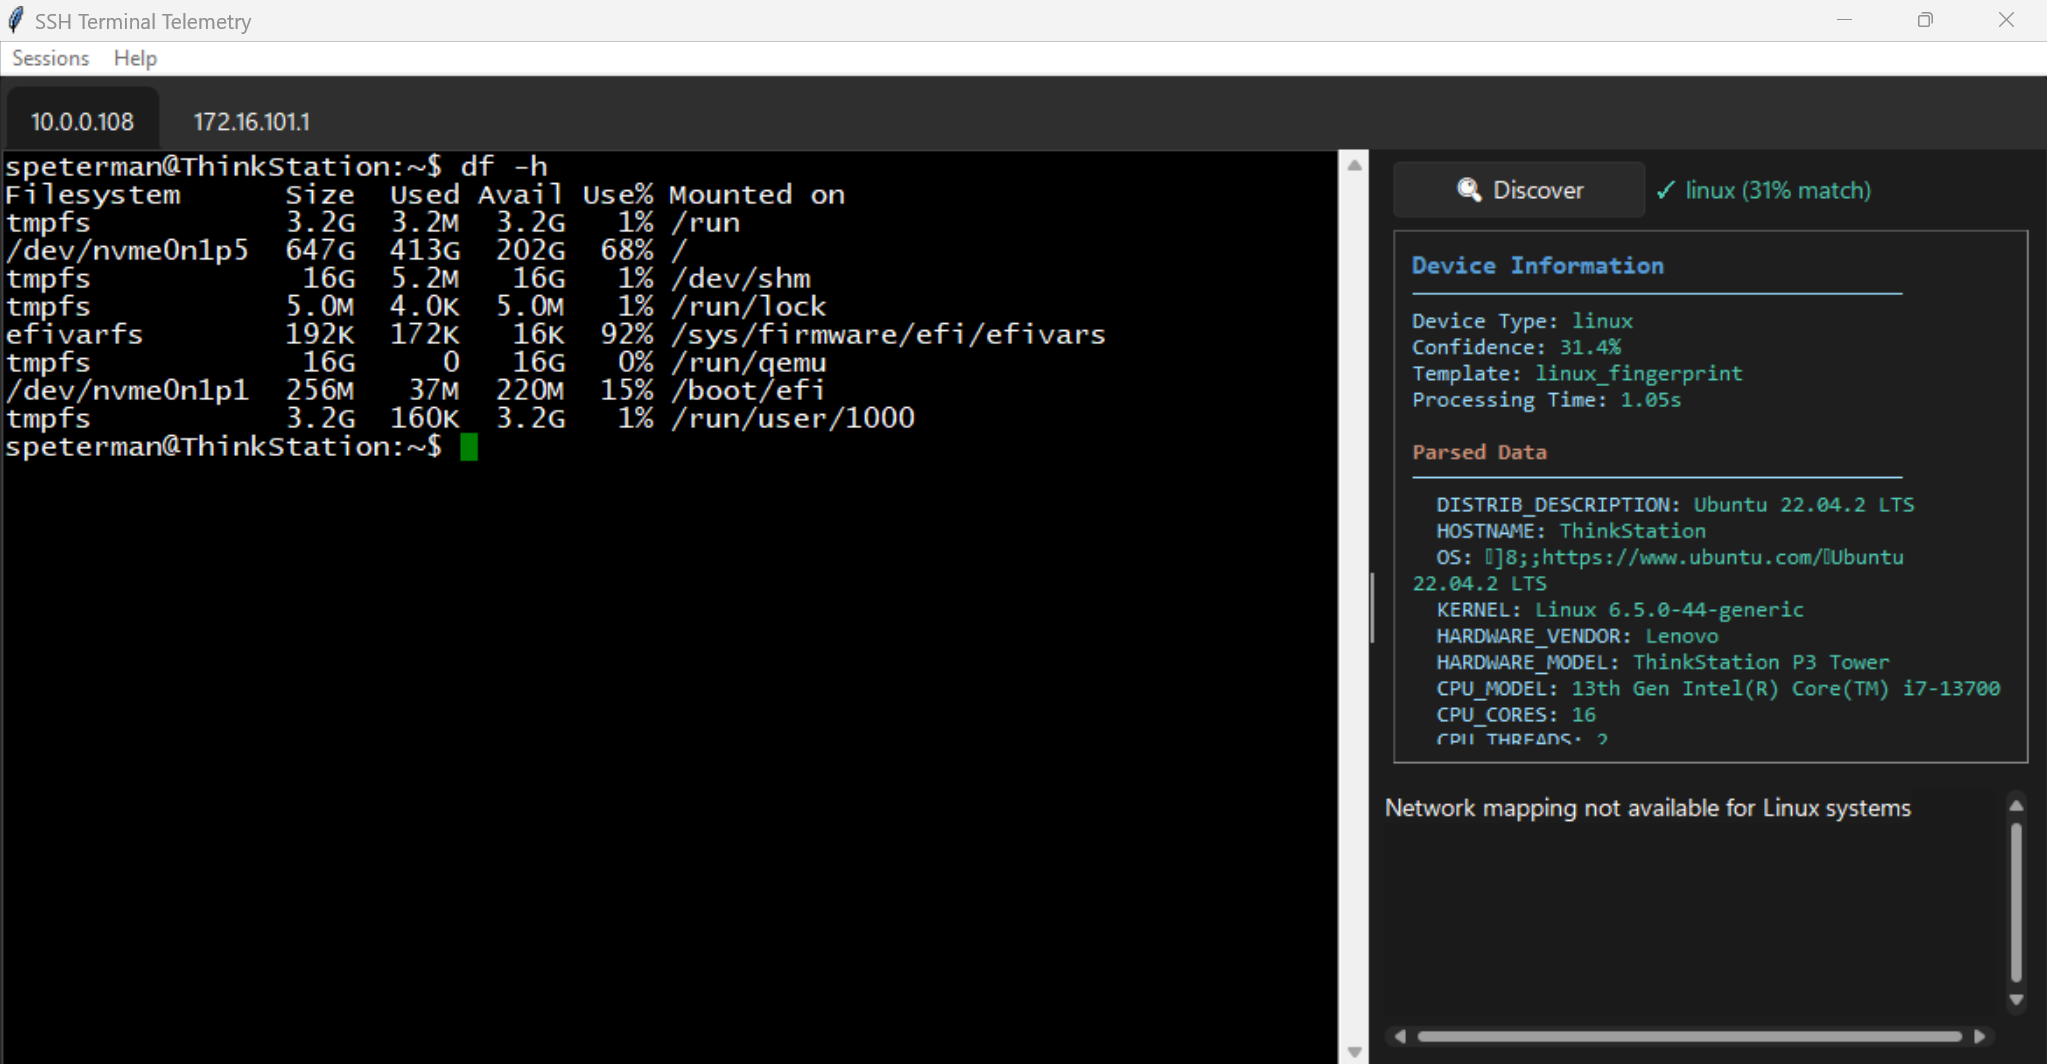 SSH Terminal Telemetry
Sessions Help
10.0.0.108 172.16.101.1
speterman@ThinkStation:~$ df -h
Filesystem      Size  Used Avail Use% Mounted on
tmpfs           3.2G  3.2M  3.2G   1% /run
/dev/nvme0n1p5  647G  413G  202G  68% /
tmpfs            16G  5.2M   16G   1% /dev/shm
tmpfs           5.0M  4.0K  5.0M   1% /run/lock
efivarfs        192K  172K   16K  92% /sys/firmware/efi/efivars
tmpfs            16G     0   16G   0% /run/qemu
/dev/nvme0n1p1  256M   37M  220M  15% /boot/efi
tmpfs           3.2G  160K  3.2G   1% /run/user/1000
speterman@ThinkStation:~$
Discover ✓ linux (31% match)
Device Information
Device Type: linux
Confidence: 31.4%
Template: linux_fingerprint
Processing Time: 1.05s
Parsed Data
DISTRIB_DESCRIPTION: Ubuntu 22.04.2 LTS
HOSTNAME: ThinkStation
OS: ▯]8;;https://www.ubuntu.com/▯Ubuntu
22.04.2 LTS
KERNEL: Linux 6.5.0-44-generic
HARDWARE_VENDOR: Lenovo
HARDWARE_MODEL: ThinkStation P3 Tower
CPU_MODEL: 13th Gen Intel(R) Core(TM) i7-13700
CPU_CORES: 16
CPU_THREADS: 2
Network mapping not available for Linux systems